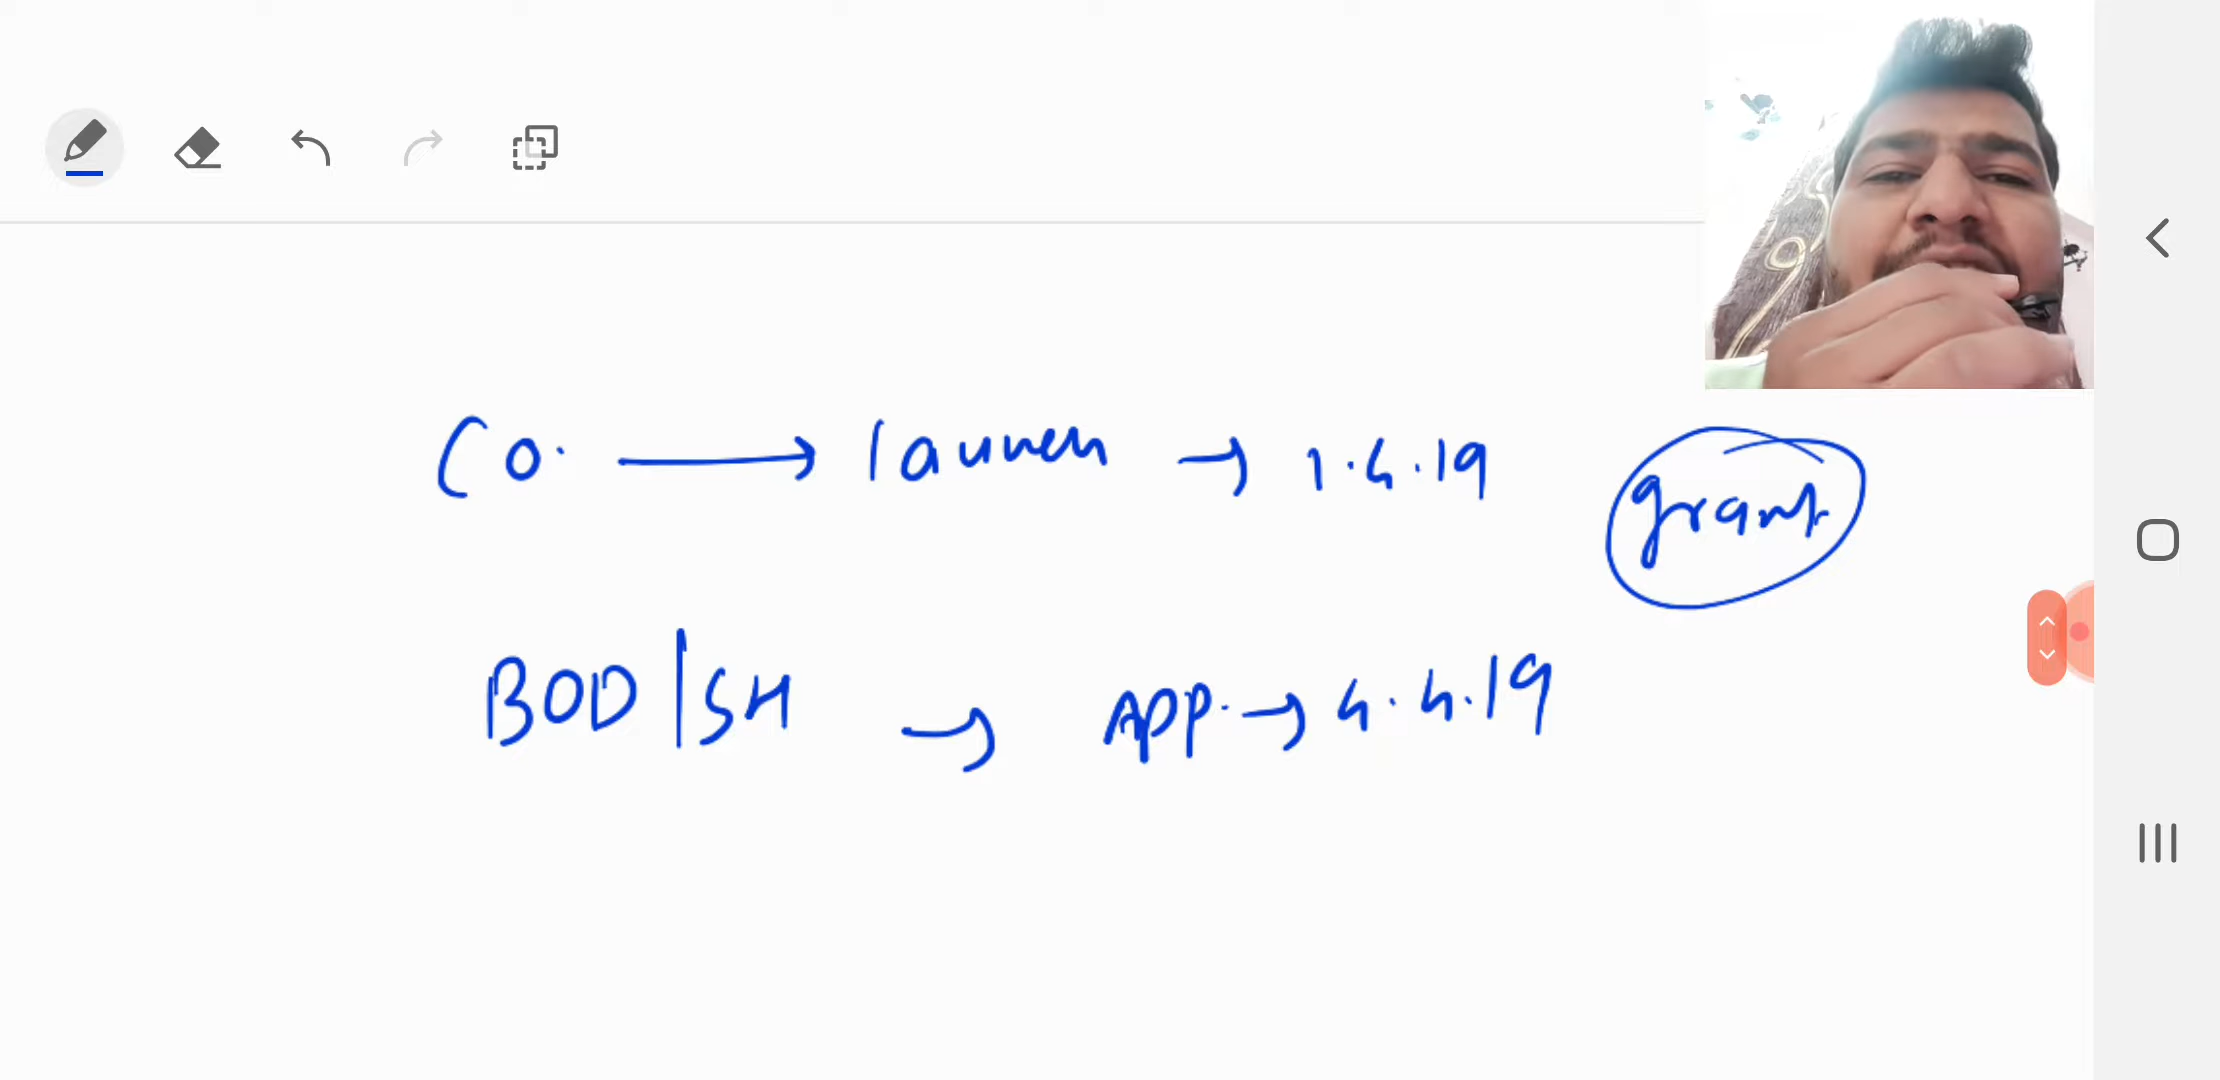 Co. → launch → 1.4.19
grant
BOD | SH → APP. → 4.4.19